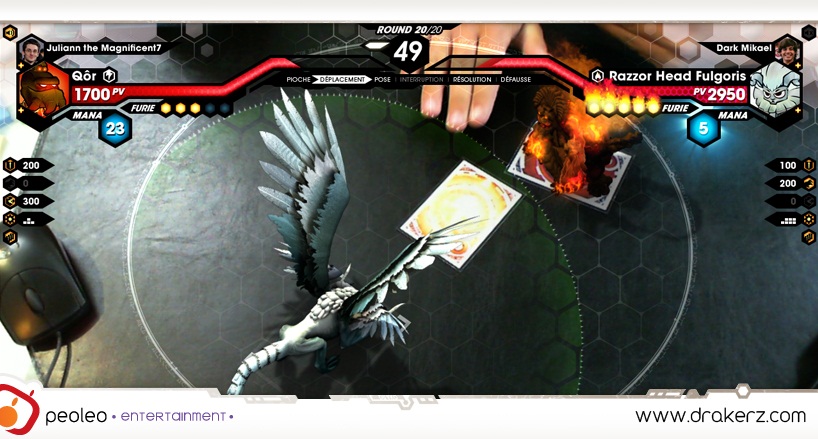 ROUND 20/20
Juliann the Magnificent7
49
Dark Mikael
Qôr
Razzor Head Fulgoris
PIOCHE DÉPLACEMENT POSE INTERRUPTION RÉSOLUTION DÉFAUSSE
1700 PV
PV 2950
FURIE
FURIE
MANA
MANA
23
5
200
100
0
200
300
0
peoleo • ENTERTAINMENT •
www.drakerz.com